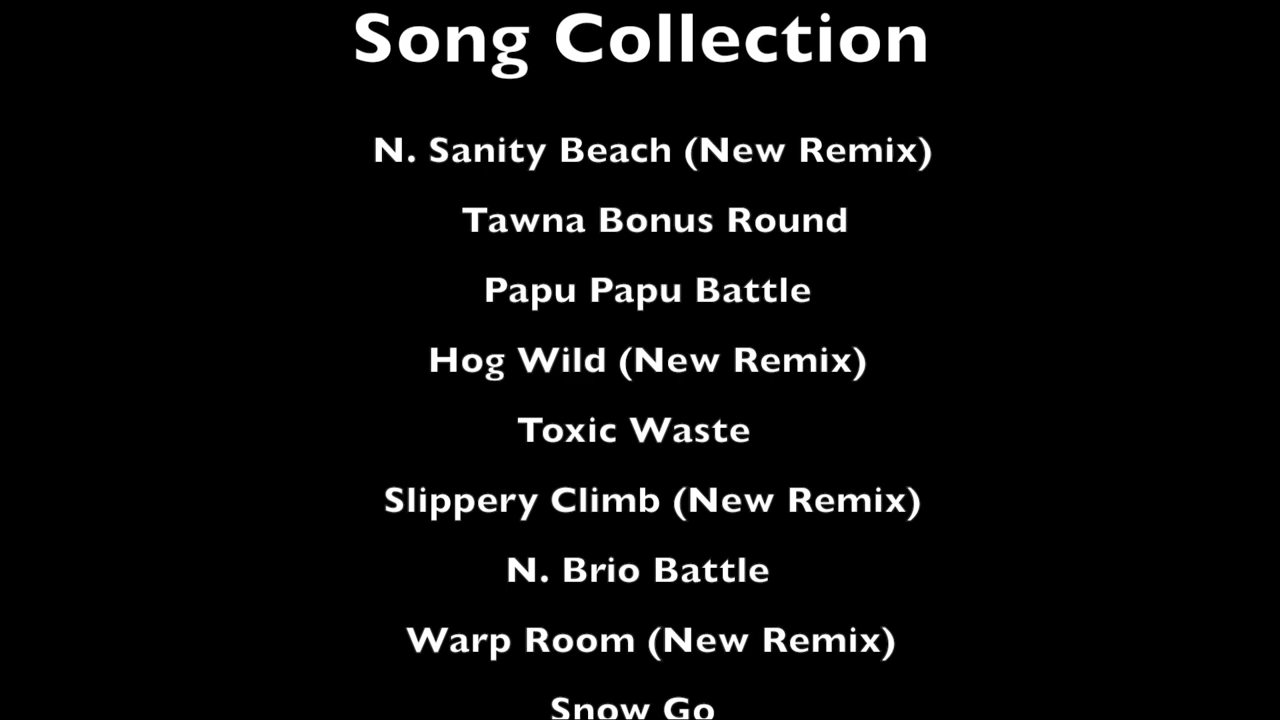 Song Collection
N. Sanity Beach (New Remix)
Tawna Bonus Round
Papu Papu Battle
Hog Wild (New Remix)
Toxic Waste
Slippery Climb (New Remix)
N. Brio Battle
Warp Room (New Remix)
Snow Go